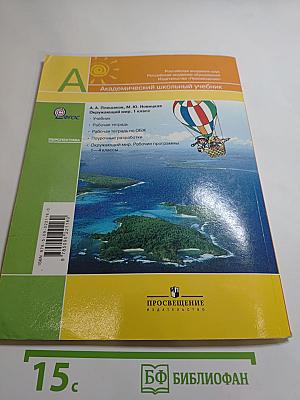 Российская академия наук
Российская академия образования
Издательство «Просвещение»
А
Академический школьный учебник
А. А. Плешаков, М. Ю. Новицкая
Окружающий мир. 1 класс
- Учебник
- Рабочая тетрадь
- Рабочая тетрадь по ОБЖ
- Поурочные разработки
- Окружающий мир. Рабочие программы
1—4 классы
ФГОС
ПЕРСПЕКТИВА
ПРОСВЕЩЕНИЕ
ИЗДАТЕЛЬСТВО
15с
БФ БИБЛИОФАН